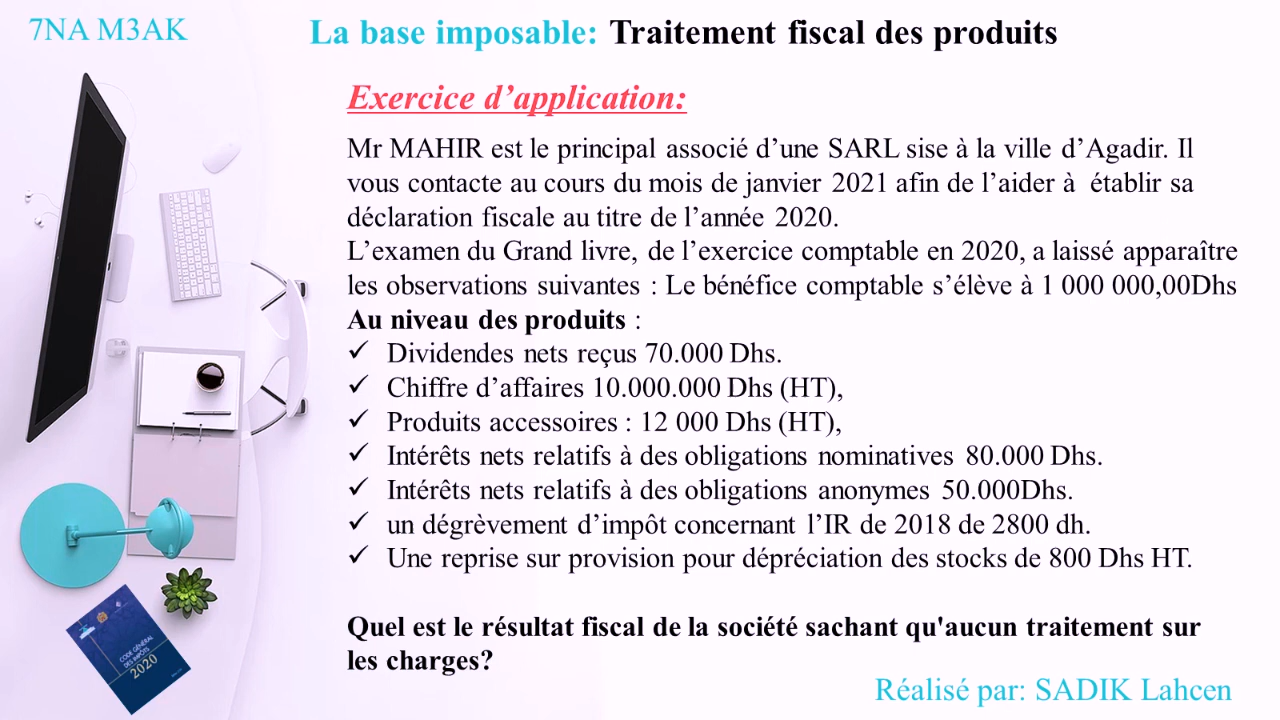 7NA M3AK
La base imposable: Traitement fiscal des produits
Exercice d’application:
Mr MAHIR est le principal associé d’une SARL sise à la ville d’Agadir. Il
vous contacte au cours du mois de janvier 2021 afin de l’aider à établir sa
déclaration fiscale au titre de l’année 2020.
L’examen du Grand livre, de l’exercice comptable en 2020, a laissé apparaître
les observations suivantes : Le bénéfice comptable s’élève à 1 000 000,00Dhs
Au niveau des produits :
✓ Dividendes nets reçus 70.000 Dhs.
✓ Chiffre d’affaires 10.000.000 Dhs (HT),
✓ Produits accessoires : 12 000 Dhs (HT),
✓ Intérêts nets relatifs à des obligations nominatives 80.000 Dhs.
✓ Intérêts nets relatifs à des obligations anonymes 50.000Dhs.
✓ un dégrèvement d’impôt concernant l’IR de 2018 de 2800 dh.
✓ Une reprise sur provision pour dépréciation des stocks de 800 Dhs HT.
Quel est le résultat fiscal de la société sachant qu'aucun traitement sur
les charges?
CODE GÉNÉRAL
DES IMPÔTS
2020
Réalisé par: SADIK Lahcen